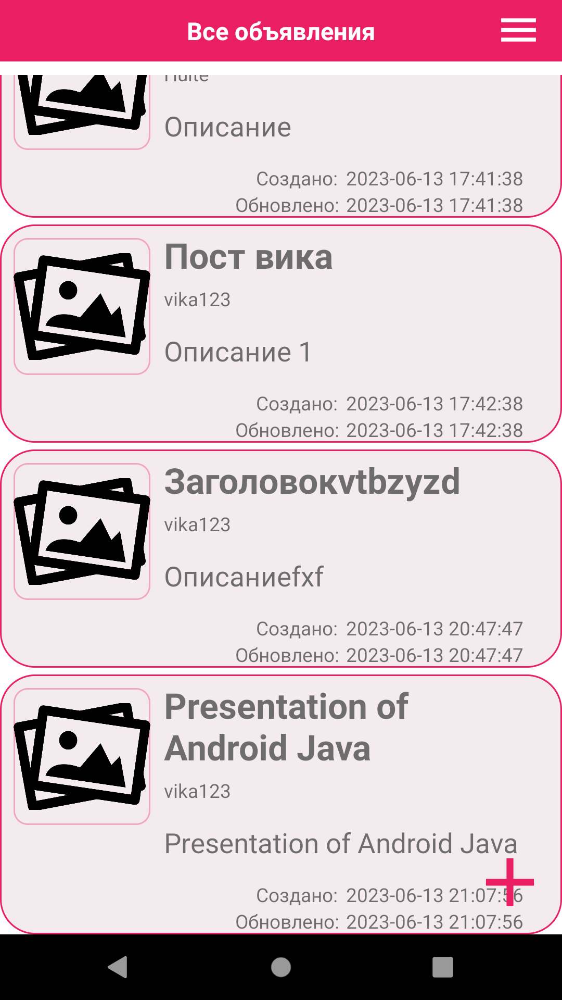 Все объявления
Описание
Создано: 2023-06-13 17:41:38
Обновлено: 2023-06-13 17:41:38
Пост вика
vika123
Описание 1
Создано: 2023-06-13 17:42:38
Обновлено: 2023-06-13 17:42:38
Заголовокvtbzyzd
vika123
Описаниеfxf
Создано: 2023-06-13 20:47:47
Обновлено: 2023-06-13 20:47:47
Presentation of
Android Java
vika123
Presentation of Android Java
Создано: 2023-06-13 21:07:56
Обновлено: 2023-06-13 21:07:56